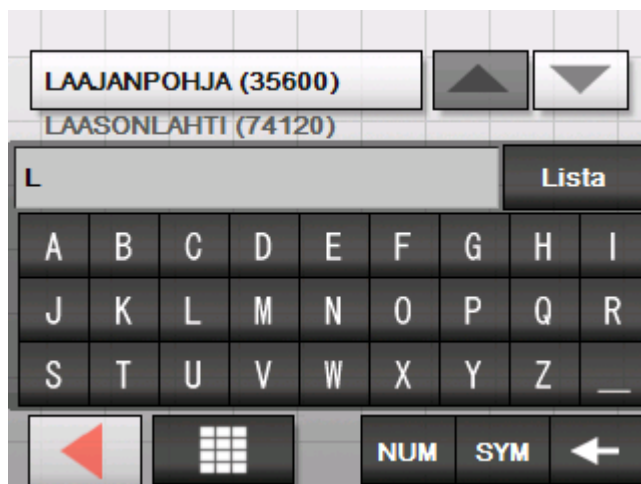 LAAJANPOHJA (35600)
LAASONLAHTI (74120)
L
Lista
A B C D E F G H I
J K L M N O P Q R
S T U V W X Y Z _
NUM SYM